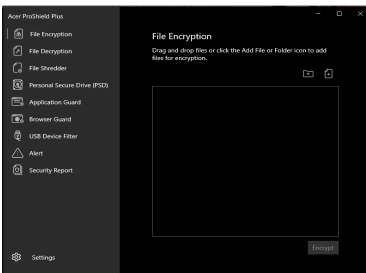 Acer ProShield Plus
File Encryption
File Decryption
File Shredder
Personal Secure Drive (PSD)
Application Guard
Browser Guard
USB Device Filter
Alert
Security Report
Settings
File Encryption
Drag and drop files or click the Add File or Folder icon to add
files for encryption.
Encrypt